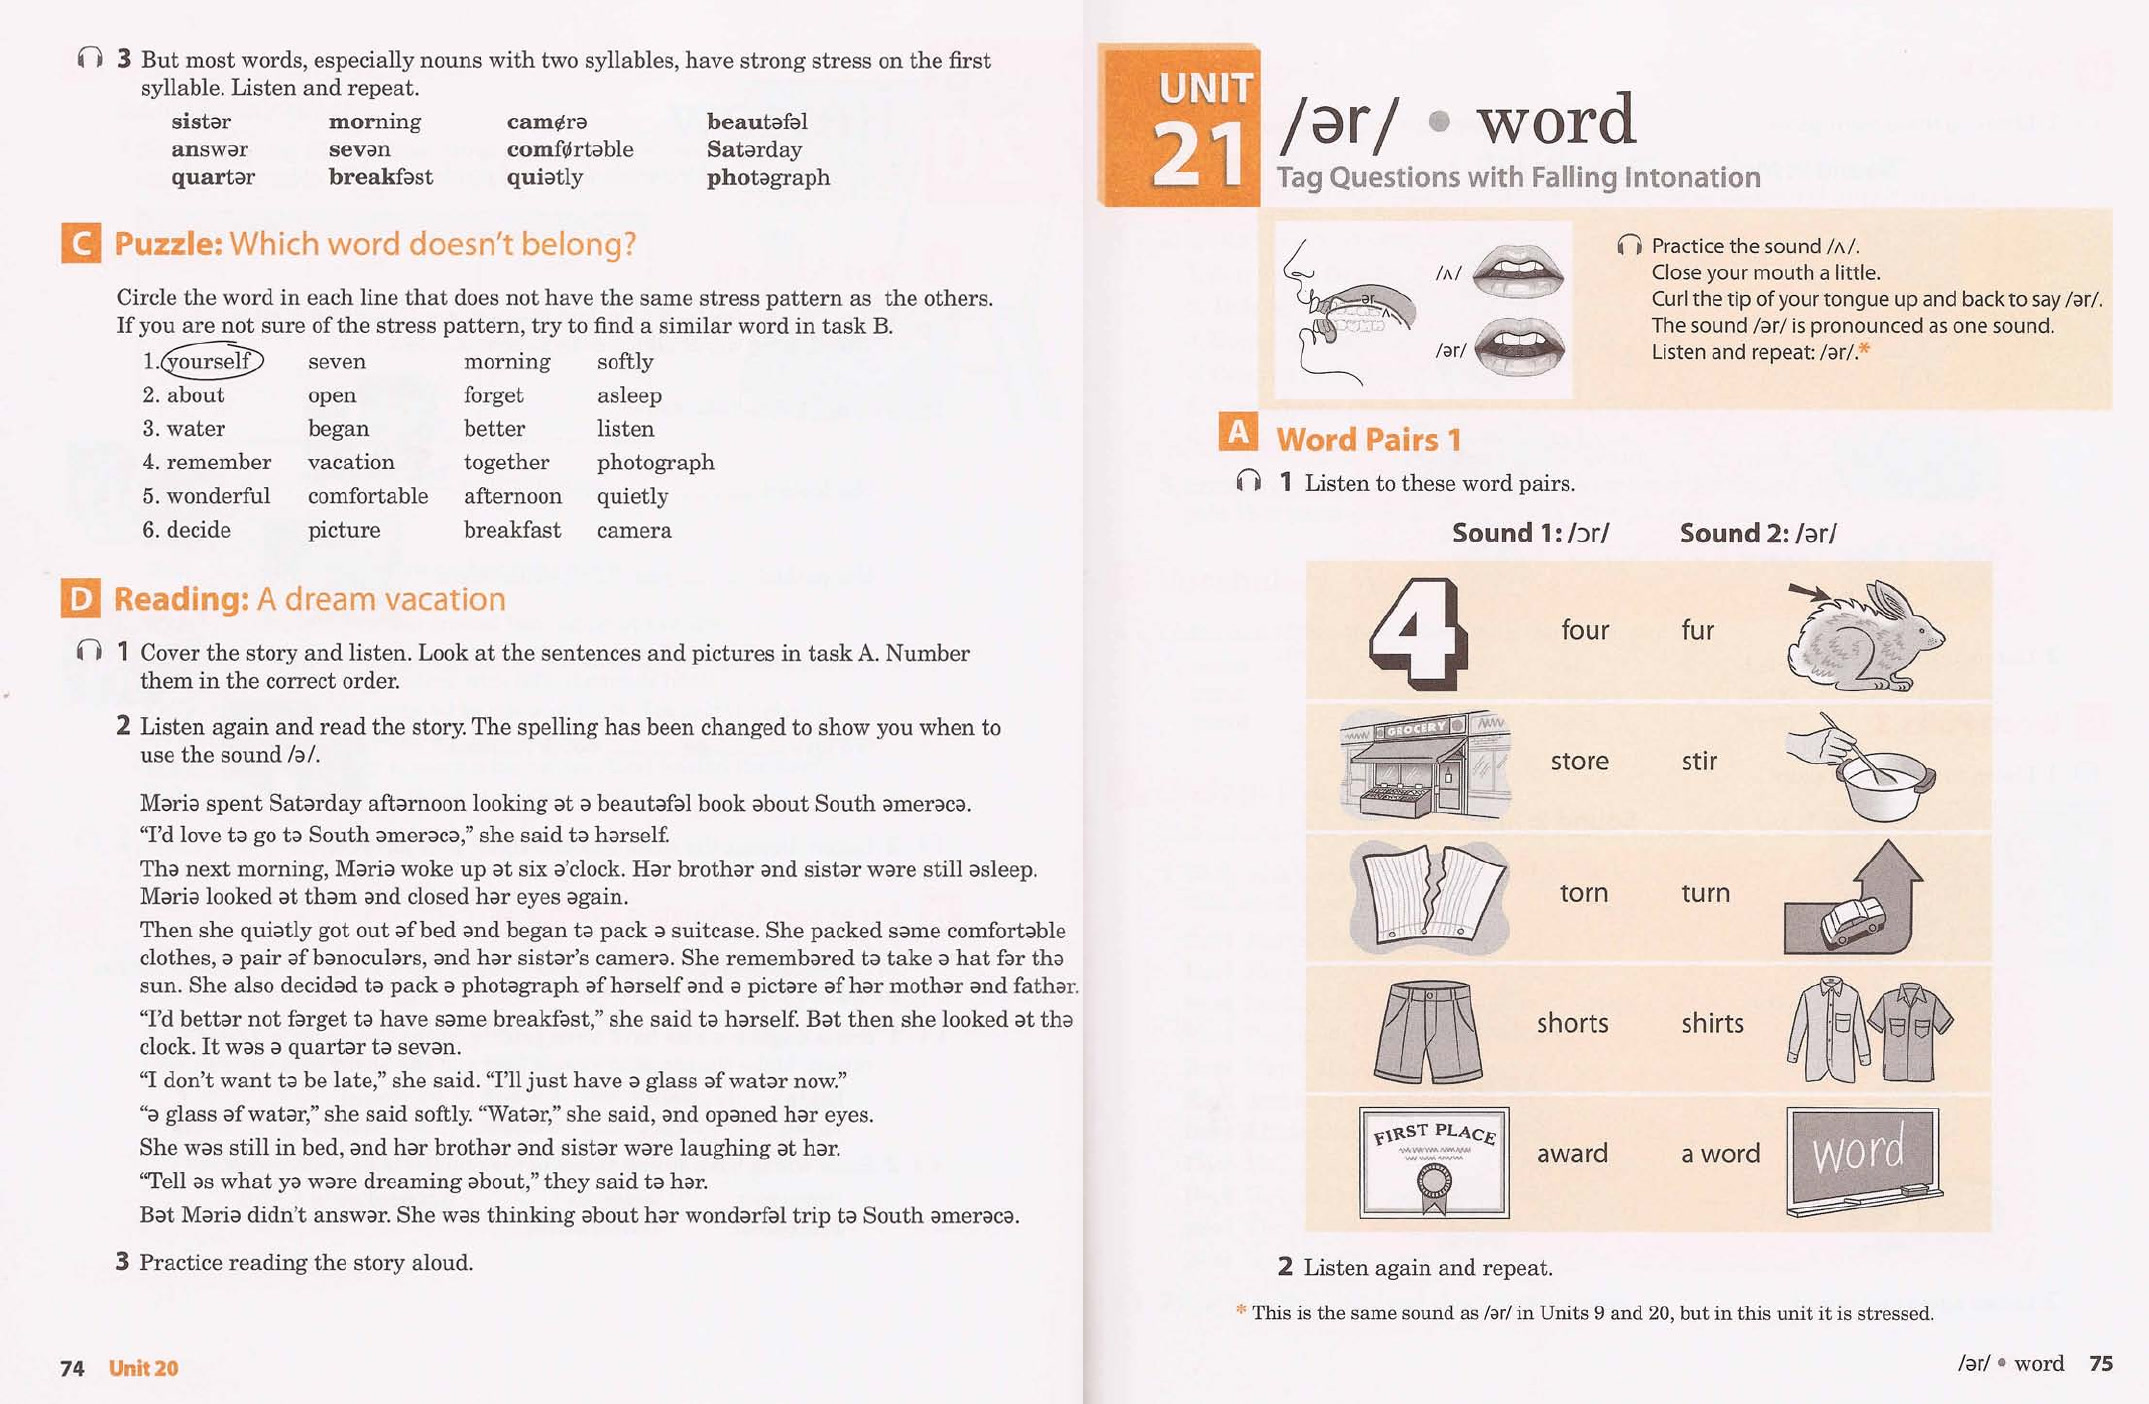 3 But most words, especially nouns with two syllables, have strong stress on the first
syllable. Listen and repeat.
sistər morning camɇrə beautəfəl
answər sevən comførtəble Satərday
quartər breakfəst quiətly photəgraph
C Puzzle: Which word doesn't belong?
Circle the word in each line that does not have the same stress pattern as the others.
If you are not sure of the stress pattern, try to find a similar word in task B.
1. yourself seven morning softly
2. about open forget asleep
3. water began better listen
4. remember vacation together photograph
5. wonderful comfortable afternoon quietly
6. decide picture breakfast camera
D Reading: A dream vacation
1 Cover the story and listen. Look at the sentences and pictures in task A. Number
them in the correct order.
2 Listen again and read the story. The spelling has been changed to show you when to
use the sound /ə/.
Məriə spent Satərday aftərnoon looking ət ə beautəfəl book əbout South əmerəcə.
“I’d love tə go tə South əmerəcə,” she said tə hərself.
Thə next morning, Məriə woke up ət six ə’clock. Hər brothər ənd sistər wəre still əsleep.
Məriə looked ət thəm ənd closed hər eyes əgain.
Then she quiətly got out əf bed ənd began tə pack ə suitcase. She packed səme comfortəble
clothes, ə pair əf bənoculərs, ənd hər sistər’s camerə. She remembəred tə take ə hat fər thə
sun. She also decidəd tə pack ə photəgraph əf hərself ənd ə pictəre əf hər mothər ənd fathər.
“I’d bettər not fərget tə have səme breakfəst,” she said tə hərself. Bət then she looked ət thə
clock. It wəs ə quartər tə sevən.
“I don’t want tə be late,” she said. “I’ll just have ə glass əf watər now.”
“ə glass əf watər,” she said softly. “Watər,” she said, ənd opəned hər eyes.
She wəs still in bed, ənd hər brothər ənd sistər wəre laughing ət hər.
“Tell əs what yə wəre dreaming əbout,” they said tə hər.
Bət Məriə didn’t answər. She wəs thinking əbout hər wondərfəl trip tə South əmerəcə.
3 Practice reading the story aloud.
74 Unit 20
UNIT
21
/ər/ • word
Tag Questions with Falling Intonation
ər
ʌ
/ʌ/
/ər/
Practice the sound /ʌ/.
Close your mouth a little.
Curl the tip of your tongue up and back to say /ər/.
The sound /ər/ is pronounced as one sound.
Listen and repeat: /ər/.*
A Word Pairs 1
1 Listen to these word pairs.
Sound 1: /ɔr/ Sound 2: /ər/
4 four fur
GROCERY store stir
torn turn
shorts shirts
FIRST PLACE award a word word
2 Listen again and repeat.
* This is the same sound as /ər/ in Units 9 and 20, but in this unit it is stressed.
/ər/ • word 75